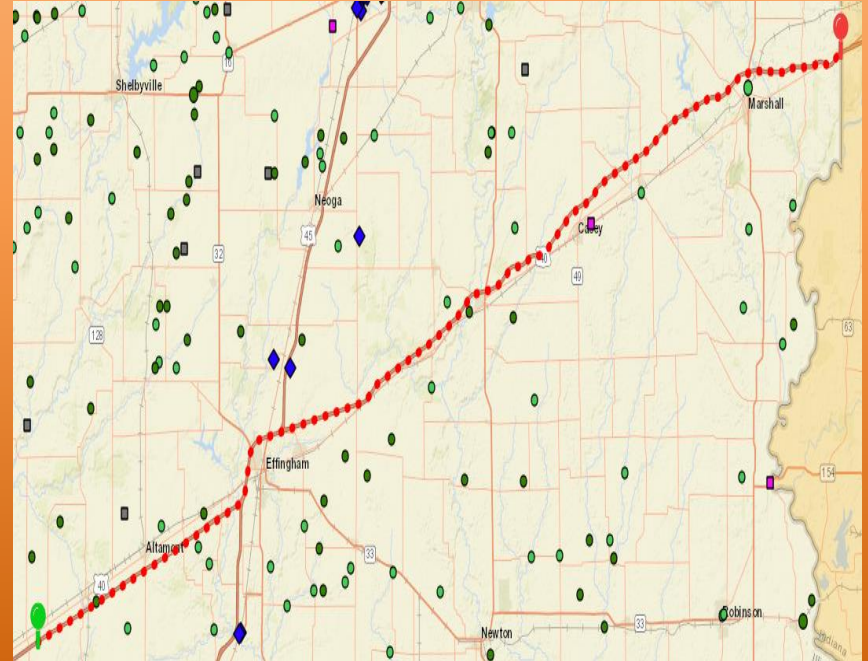 16
Shelbyville
Marshall
Neoga
45
Casey
32
40
49
128
63
Effingham
154
Altamont
33
40
Robinson
33
Newton
Indiana